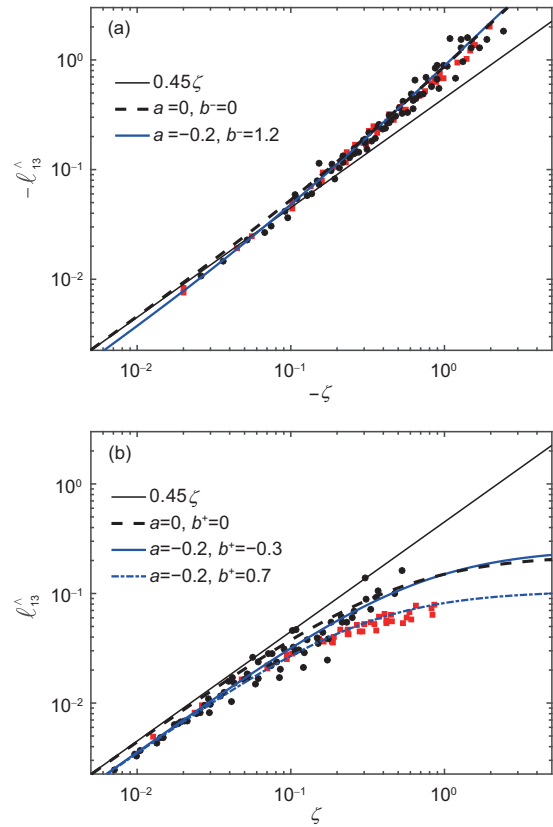 (a)
10⁰
10⁻¹
10⁻²
−ℓ^₁₃
0.45ζ
a=0, b⁻=0
a=−0.2, b⁻=1.2
10⁻² 10⁻¹ 10⁰
−ζ
(b)
10⁰
10⁻¹
10⁻²
ℓ^₁₃
0.45ζ
a=0, b⁺=0
a=−0.2, b⁺=−0.3
a=−0.2, b⁺=0.7
10⁻² 10⁻¹ 10⁰
ζ